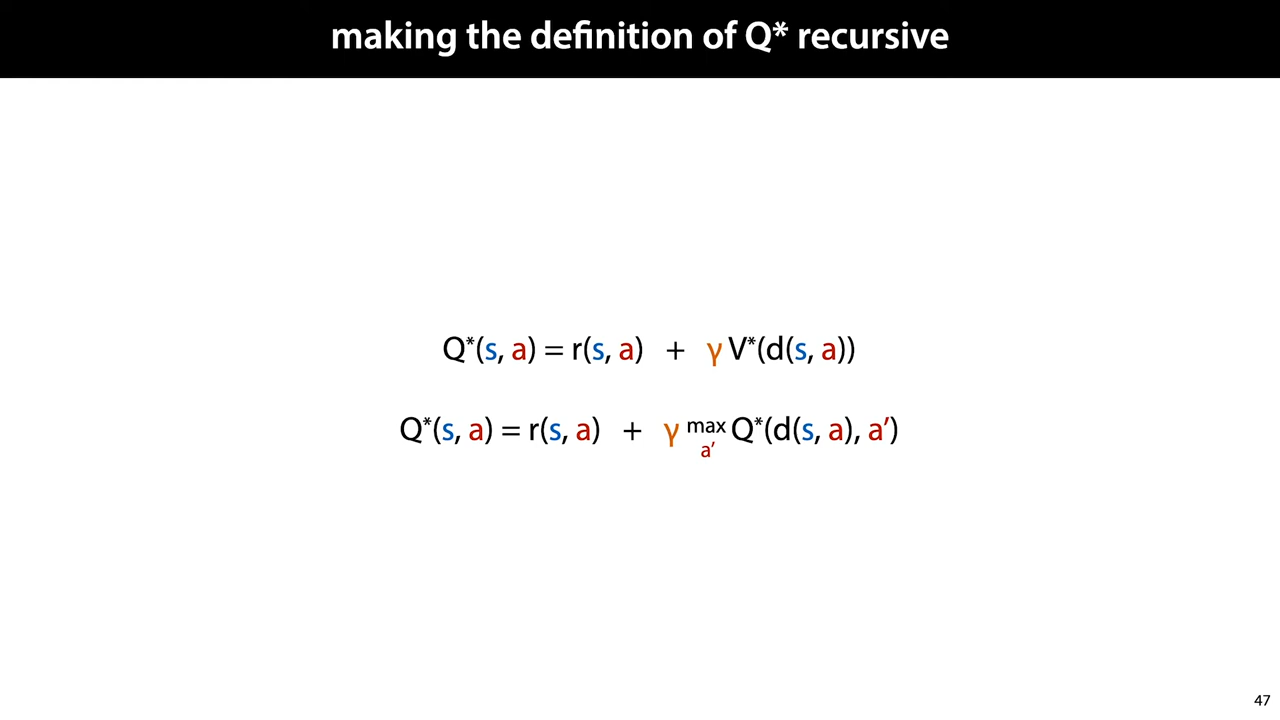 making the definition of Q* recursive
Q*(s, a) = r(s, a) + γ V*(d(s, a))
Q*(s, a) = r(s, a) + γ max Q*(d(s, a), a′)
a′
47